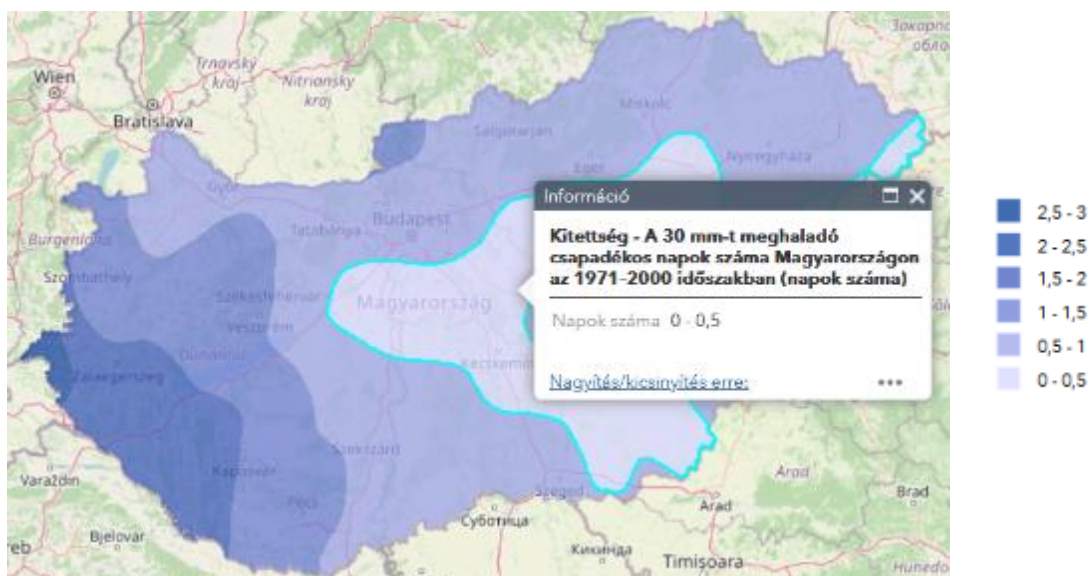 Wien
Bratislava
Trnavský
kraj
Nitriansky
kraj
Miskolc
Salgótarján
Eger
Nyíregyháza
Győr
Budapest
Tatabánya
Szombathely
Székesfehérvár
Veszprém
Magyarország
Dunántúl
Zalaegerszeg
Kecskemét
Szekszárd
Kaposvár
Pécs
Szeged
Varaždin
Bjelovar
Суботица
Кикинда
Timișoara
Arad
Arad
Brad
Információ
Kitettség - A 30 mm-t meghaladó
csapadékos napok száma Magyarországon
az 1971-2000 időszakban (napok száma)
Napok száma 0 - 0,5
Nagyítás/kicsinyítés erre:
2,5 - 3
2 - 2,5
1,5 - 2
1 - 1,5
0,5 - 1
0 - 0,5